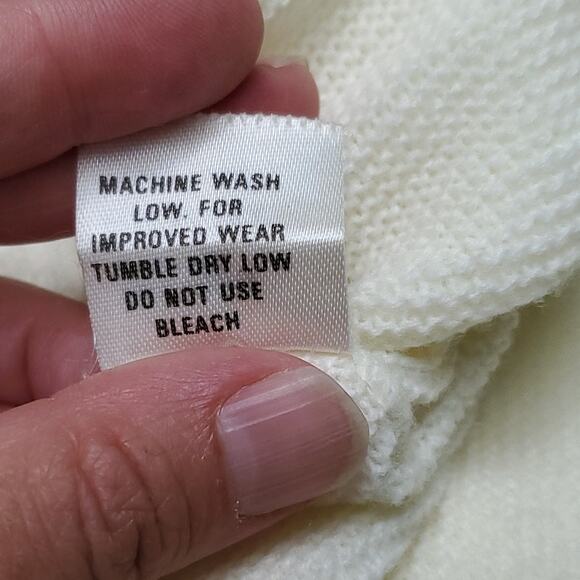 MACHINE WASH
LOW. FOR
IMPROVED WEAR
TUMBLE DRY LOW
DO NOT USE
BLEACH